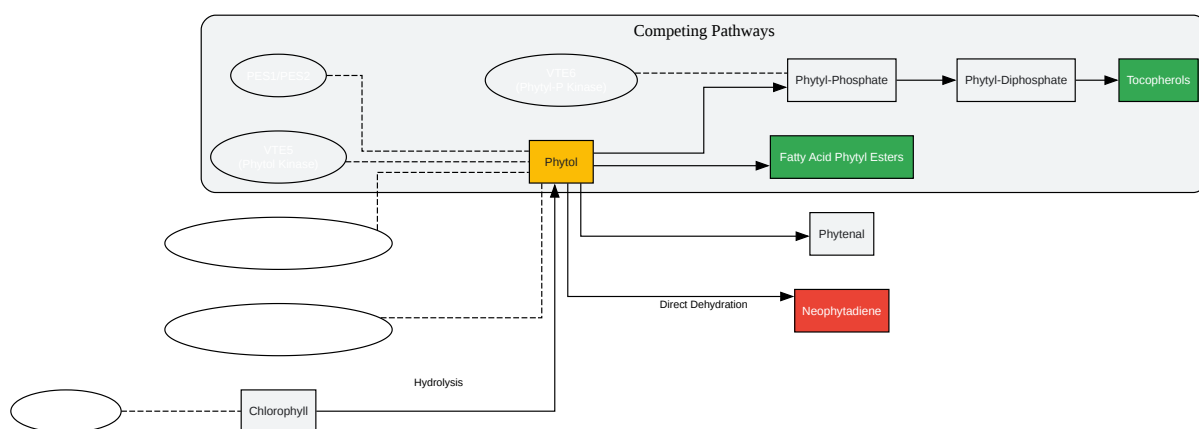 Competing Pathways
PES1/PES2
VTE6
(Phytyl-P Kinase)
Phytyl-Phosphate
Phytyl-Diphosphate
Tocopherols
VTE5
(Phytol Kinase)
Phytol
Fatty Acid Phytyl Esters
Phytenal
Direct Dehydration
Neophytadiene
Hydrolysis
Chlorophyll